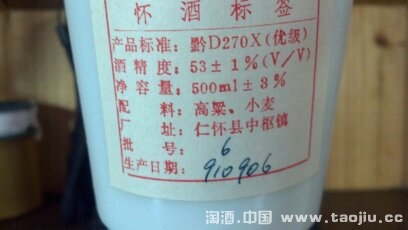 怀酒标签
产品标准：黔D270X(优级)
酒精度：53±1%(V/V)
净容量：500ml±3%
配料：高粱、小麦
厂址：仁怀县中枢镇
批号：6
生产日期：910906
淘酒.中国 www.taojiu.cc